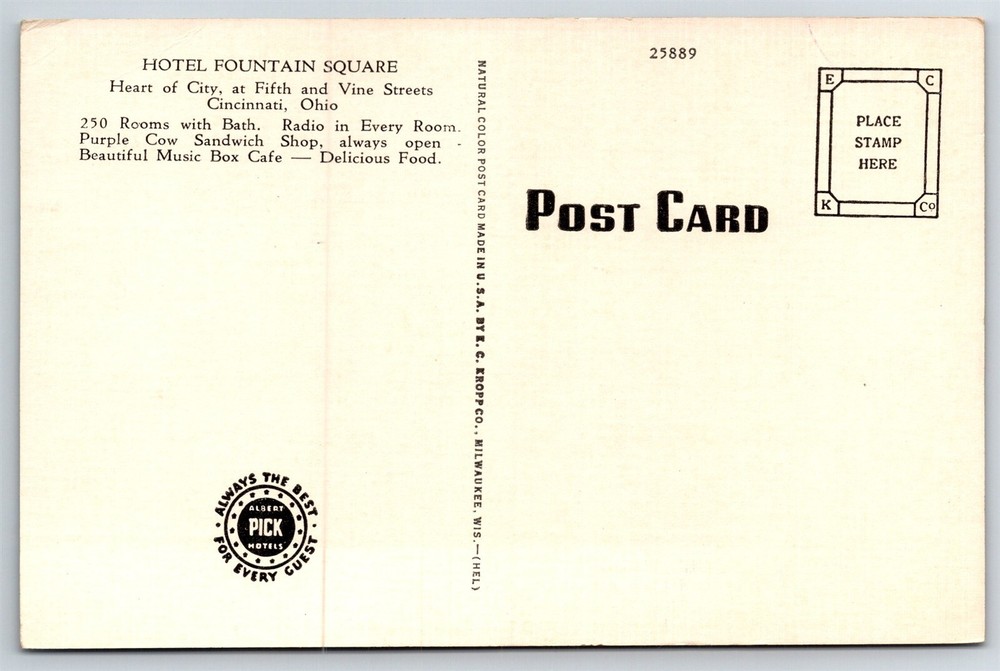 HOTEL FOUNTAIN SQUARE
Heart of City, at Fifth and Vine Streets
Cincinnati, Ohio
250 Rooms with Bath. Radio in Every Room.
Purple Cow Sandwich Shop, always open -
Beautiful Music Box Cafe — Delicious Food.
ALWAYS THE BEST
ALBERT
PICK
HOTELS
FOR EVERY GUEST
NATURAL COLOR POST CARD MADE IN U.S.A. BY E. C. KROPP CO., MILWAUKEE, WIS.—(HEL)
25889
POST CARD
E C
PLACE
STAMP
HERE
K Co